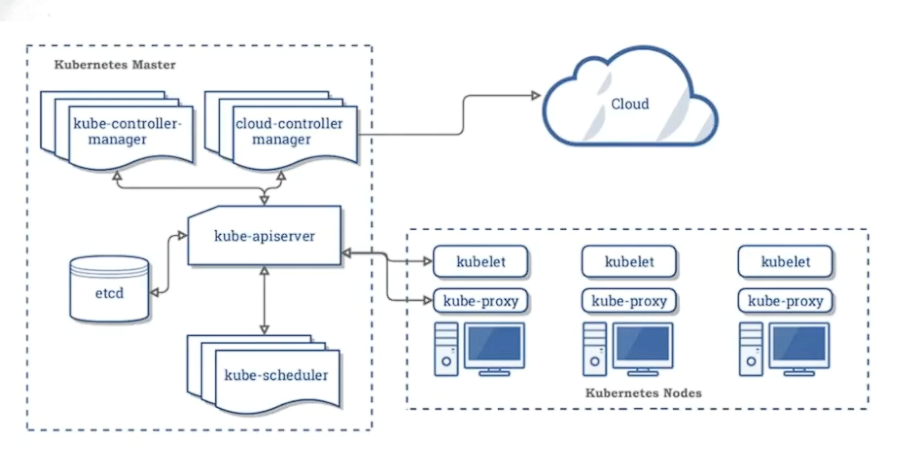 Kubernetes Master
kube-controller-
manager
cloud-controller
manager
Cloud
kube-apiserver
etcd
kube-scheduler
kubelet
kubelet
kubelet
kube-proxy
kube-proxy
kube-proxy
Kubernetes Nodes